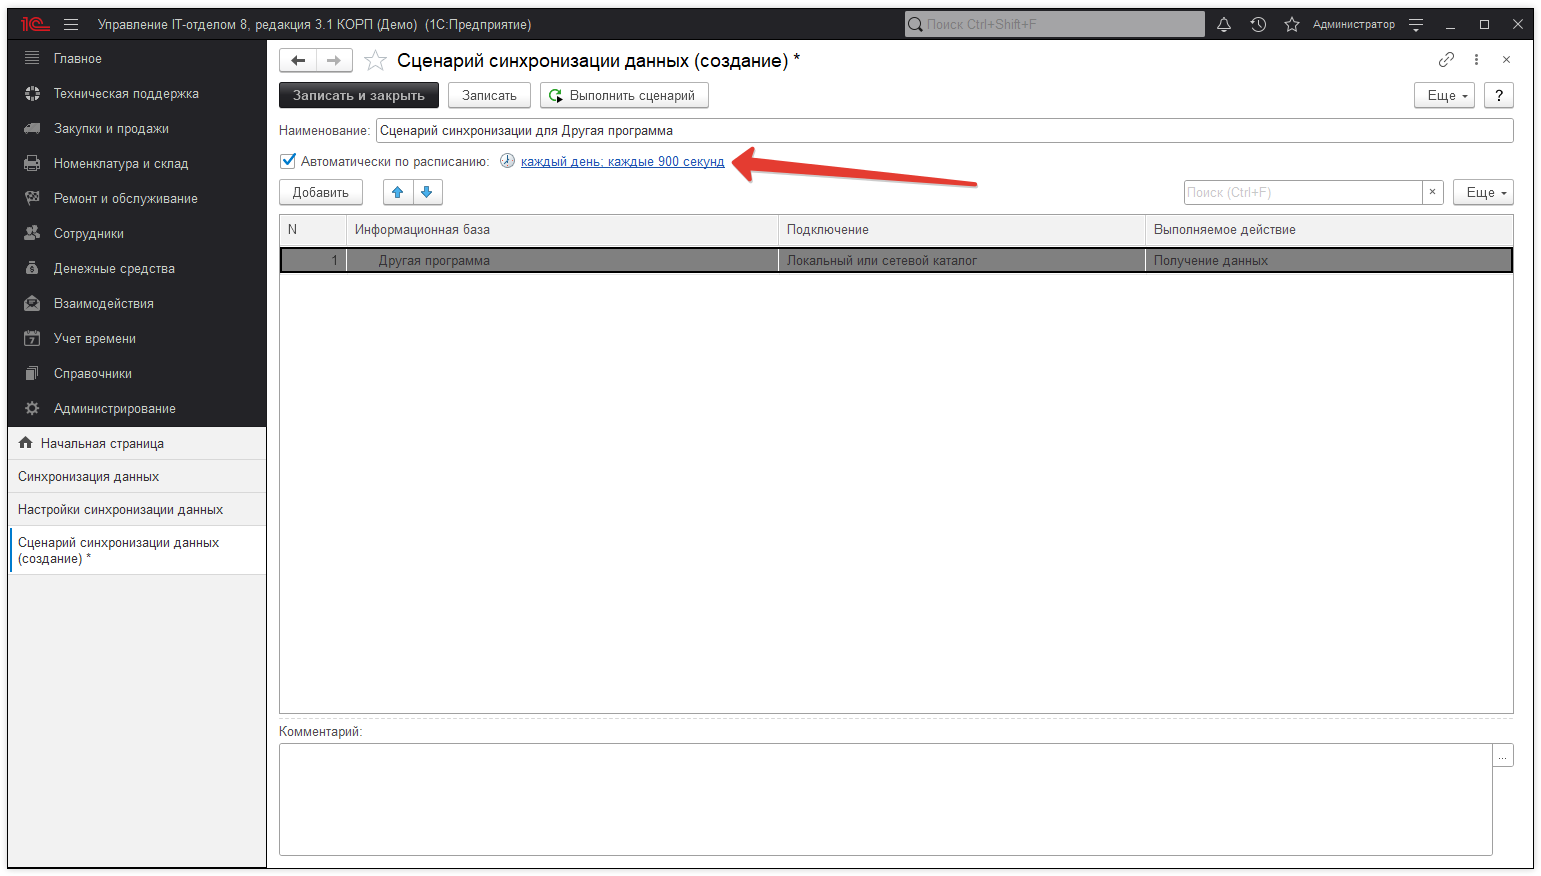 1С Управление IT-отделом 8, редакция 3.1 КОРП (Демо) (1С:Предприятие) Поиск Ctrl+Shift+F Администратор
Главное
Техническая поддержка
Закупки и продажи
Номенклатура и склад
Ремонт и обслуживание
Сотрудники
Денежные средства
Взаимодействия
7 Учет времени
Справочники
Администрирование
Начальная страница
Синхронизация данных
Настройки синхронизации данных
Сценарий синхронизации данных
(создание) *
Сценарий синхронизации данных (создание) *
Записать и закрыть Записать Выполнить сценарий Еще ?
Наименование: Сценарий синхронизации для Другая программа
Автоматически по расписанию: каждый день; каждые 900 секунд
Добавить Поиск (Ctrl+F) × Еще
N Информационная база Подключение Выполняемое действие
1 Другая программа Локальный или сетевой каталог Получение данных
Комментарий:
...